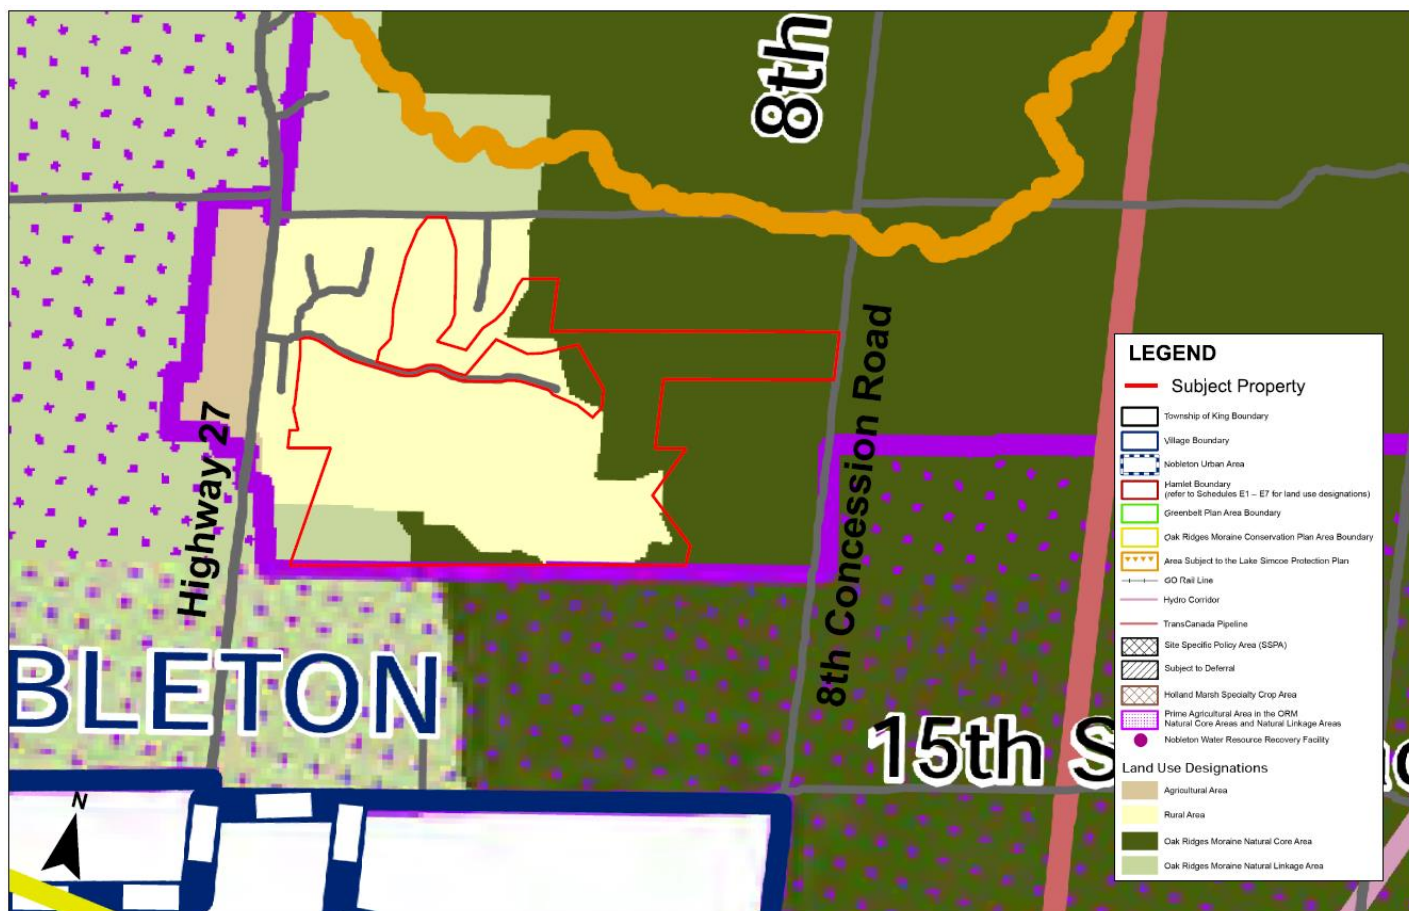 8th
Highway 27
8th Concession Road
BLETON
15th S
N
LEGEND
Subject Property
Township of King Boundary
Village Boundary
Nobleton Urban Area
Hamlet Boundary
(refer to Schedules E1 – E7 for land use designations)
Greenbelt Plan Area Boundary
Oak Ridges Moraine Conservation Plan Area Boundary
Area Subject to the Lake Simcoe Protection Plan
GO Rail Line
Hydro Corridor
TransCanada Pipeline
Site Specific Policy Area (SSPA)
Subject to Deferral
Holland Marsh Specialty Crop Area
Prime Agricultural Area in the ORM
Natural Core Areas and Natural Linkage Areas
Nobleton Water Resource Recovery Facility
Land Use Designations
Agricultural Area
Rural Area
Oak Ridges Moraine Natural Core Area
Oak Ridges Moraine Natural Linkage Area